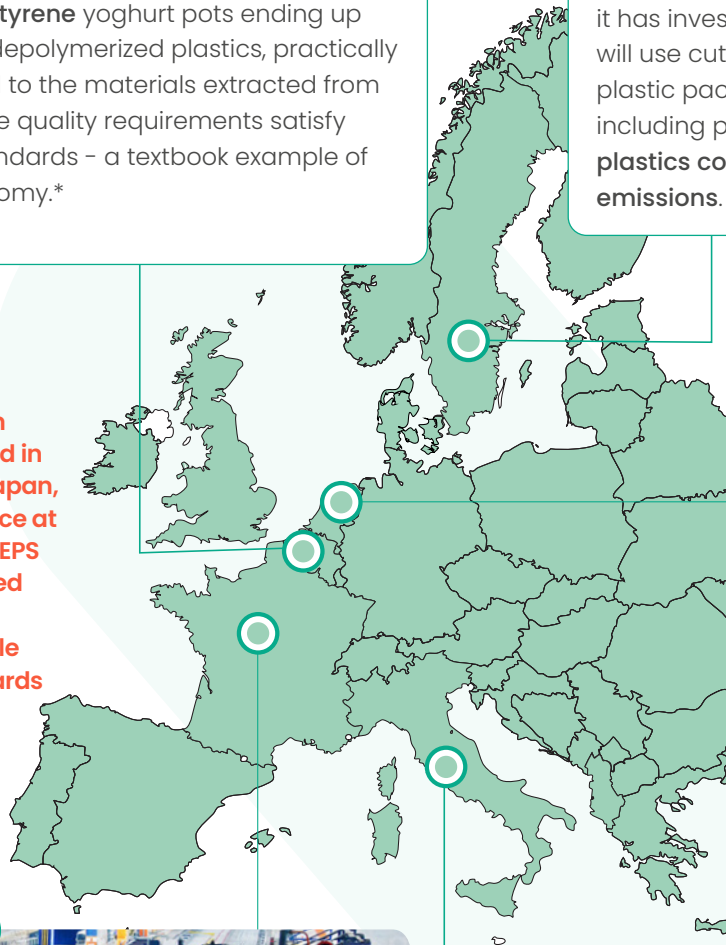 tyrene yoghurt pots ending up
depolymerized plastics, practically
to the materials extracted from
e quality requirements satisfy
ndards - a textbook example of
omy.*
it has inves
will use cut
plastic pac
including p
plastics co
emissions.
n
d in
apan,
ce at
EPS
ed
le
ards